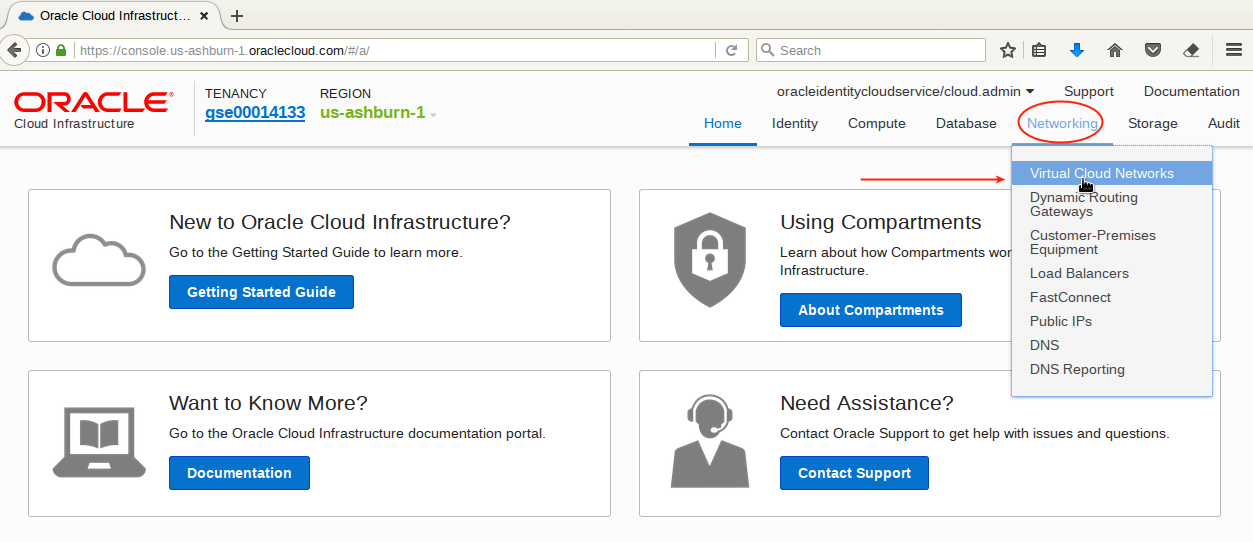 Oracle Cloud Infrastruct…
https://console.us-ashburn-1.oraclecloud.com/#/a/
Search
ORACLE®
Cloud Infrastructure
TENANCY
gse00014133
REGION
us-ashburn-1
oracleidentitycloudservice/cloud.admin
Support
Documentation
Home
Identity
Compute
Database
Networking
Storage
Audit
Virtual Cloud Networks
Dynamic Routing
Gateways
Customer-Premises
Equipment
Load Balancers
FastConnect
Public IPs
DNS
DNS Reporting
New to Oracle Cloud Infrastructure?
Go to the Getting Started Guide to learn more.
Getting Started Guide
Using Compartments
Learn about how Compartments wor
Infrastructure.
About Compartments
Want to Know More?
Go to the Oracle Cloud Infrastructure documentation portal.
Documentation
Need Assistance?
Contact Oracle Support to get help with issues and questions.
Contact Support